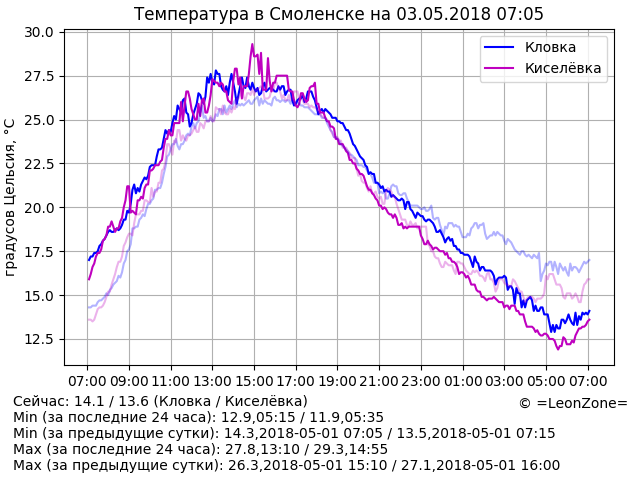 Температура в Смоленске на 03.05.2018 07:05
30.0
27.5
25.0
22.5
20.0
17.5
15.0
12.5
градусов Цельсия, °C
Кловка
Киселёвка
07:00 09:00 11:00 13:00 15:00 17:00 19:00 21:00 23:00 01:00 03:00 05:00 07:00
Сейчас: 14.1 / 13.6 (Кловка / Киселёвка)
© =LeonZone=
Min (за последние 24 часа): 12.9,05:15 / 11.9,05:35
Min (за предыдущие сутки): 14.3,2018-05-01 07:05 / 13.5,2018-05-01 07:15
Max (за последние 24 часа): 27.8,13:10 / 29.3,14:55
Max (за предыдущие сутки): 26.3,2018-05-01 15:10 / 27.1,2018-05-01 16:00